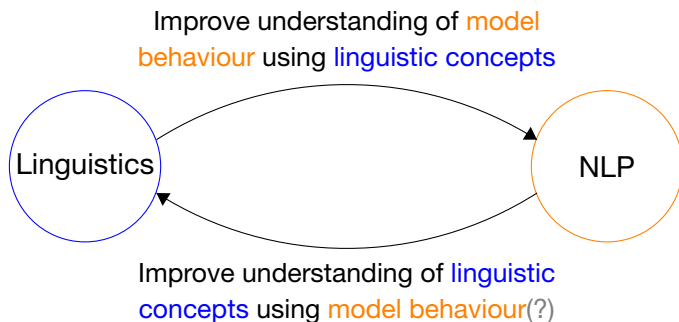 Improve understanding of model
behaviour using linguistic concepts
Linguistics
NLP
Improve understanding of linguistic
concepts using model behaviour(?)